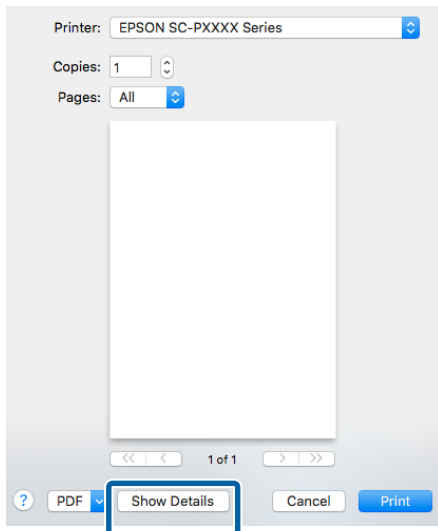 Printer: EPSON SC-PXXXX Series
Copies: 1
Pages: All
<< < 1 of 1 > >>
? PDF Show Details Cancel Print